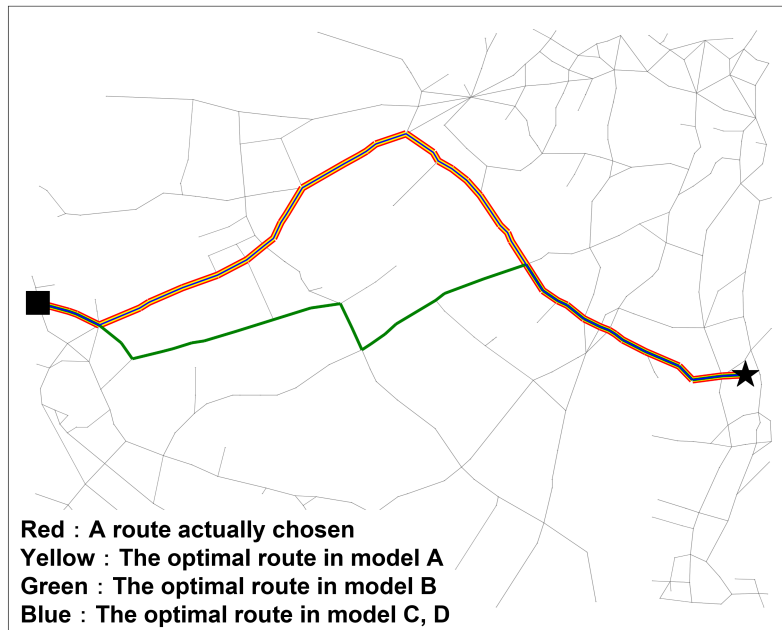 Red : A route actually chosen
Yellow : The optimal route in model A
Green : The optimal route in model B
Blue : The optimal route in model C, D